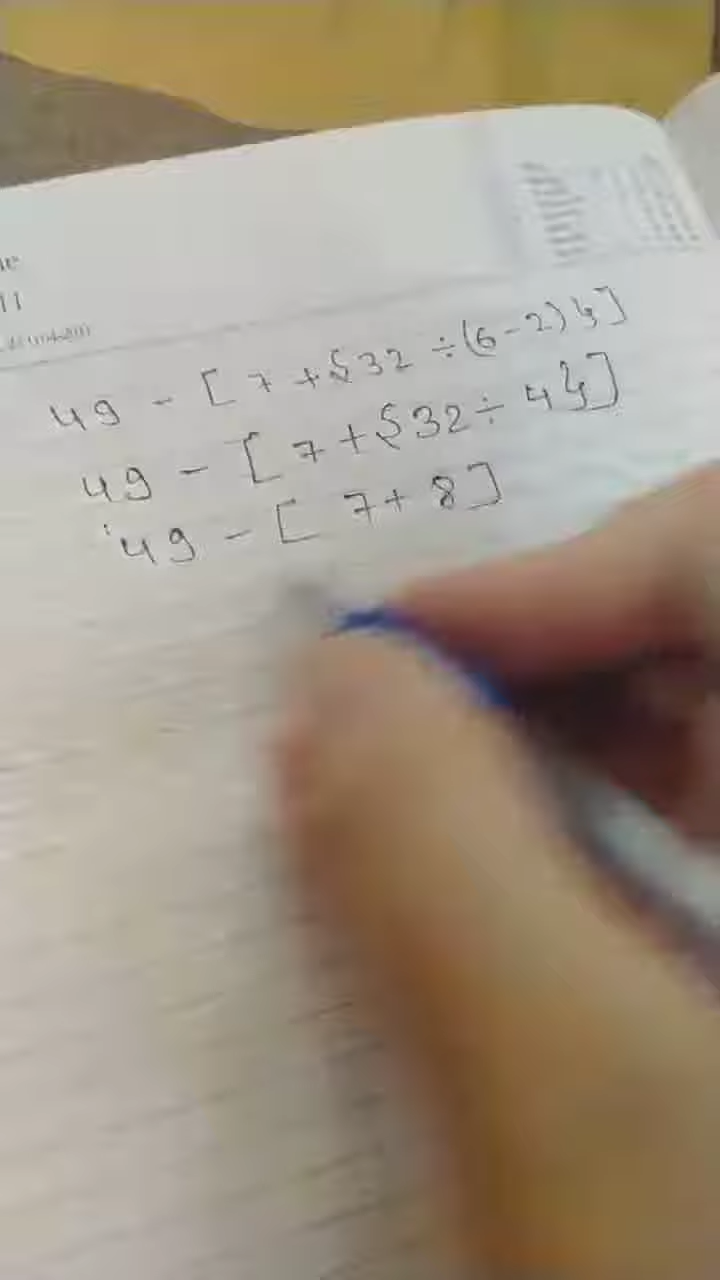 49 - [ 7 + { 32 ÷ (6 - 2) } ]
49 - [ 7 + { 32 ÷ 4 } ]
49 - [ 7 + 8 ]